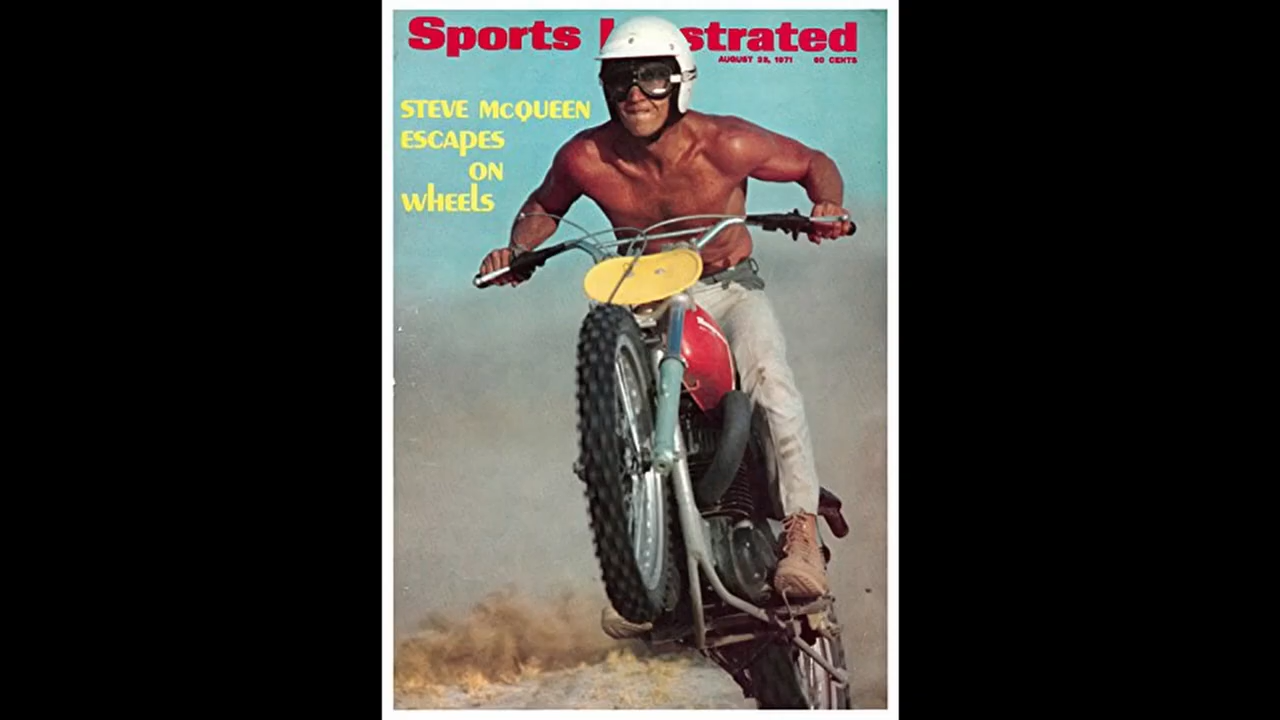 Sports I strated
AUGUST 23, 1971 60 CENTS
STEVE McQUEEN
ESCAPES
ON
WHEELS